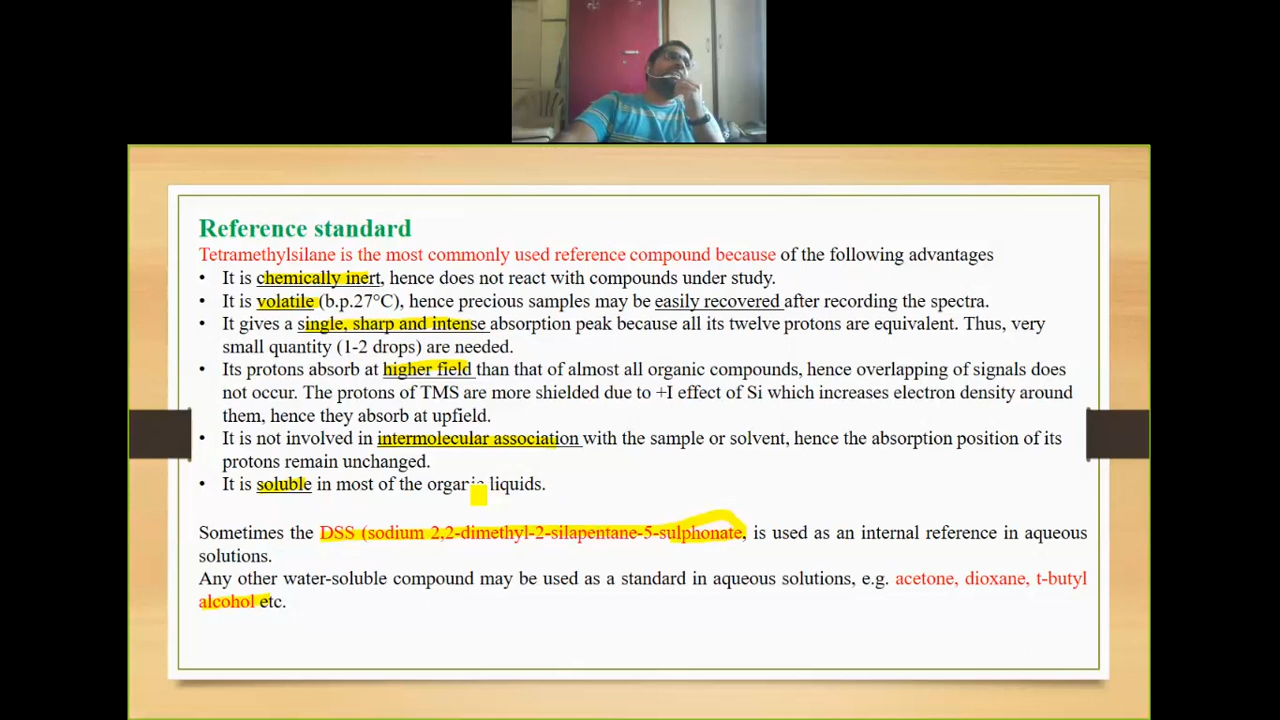 Reference standard
Tetramethylsilane is the most commonly used reference compound because of the following advantages
• It is chemically inert, hence does not react with compounds under study.
• It is volatile (b.p.27°C), hence precious samples may be easily recovered after recording the spectra.
• It gives a single, sharp and intense absorption peak because all its twelve protons are equivalent. Thus, very
small quantity (1-2 drops) are needed.
• Its protons absorb at higher field than that of almost all organic compounds, hence overlapping of signals does
not occur. The protons of TMS are more shielded due to +I effect of Si which increases electron density around
them, hence they absorb at upfield.
• It is not involved in intermolecular association with the sample or solvent, hence the absorption position of its
protons remain unchanged.
• It is soluble in most of the organic liquids.
Sometimes the DSS (sodium 2,2-dimethyl-2-silapentane-5-sulphonate, is used as an internal reference in aqueous
solutions.
Any other water-soluble compound may be used as a standard in aqueous solutions, e.g. acetone, dioxane, t-butyl
alcohol etc.